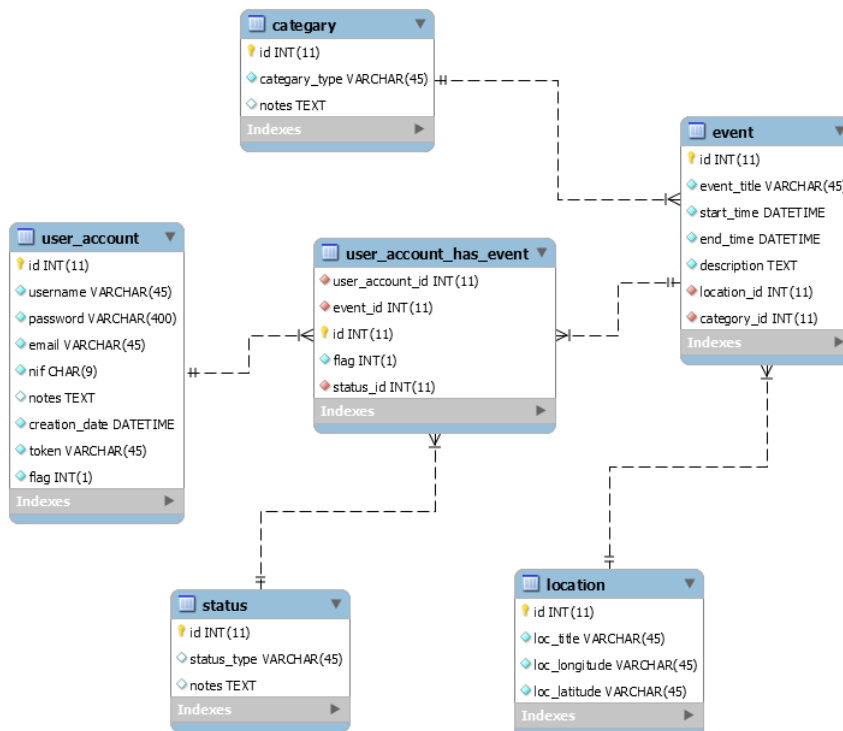 categary
id INT(11)
categary_type VARCHAR(45)
notes TEXT
Indexes
event
id INT(11)
event_title VARCHAR(45)
start_time DATETIME
end_time DATETIME
description TEXT
location_id INT(11)
categary_id INT(11)
Indexes
user_account
id INT(11)
username VARCHAR(45)
password VARCHAR(400)
email VARCHAR(45)
nif CHAR(9)
notes TEXT
creation_date DATETIME
token VARCHAR(45)
flag INT(1)
Indexes
user_account_has_event
user_account_id INT(11)
event_id INT(11)
id INT(11)
flag INT(1)
status_id INT(11)
Indexes
status
id INT(11)
status_type VARCHAR(45)
notes TEXT
Indexes
location
id INT(11)
loc_title VARCHAR(45)
loc_longitude VARCHAR(45)
loc_latitude VARCHAR(45)
Indexes